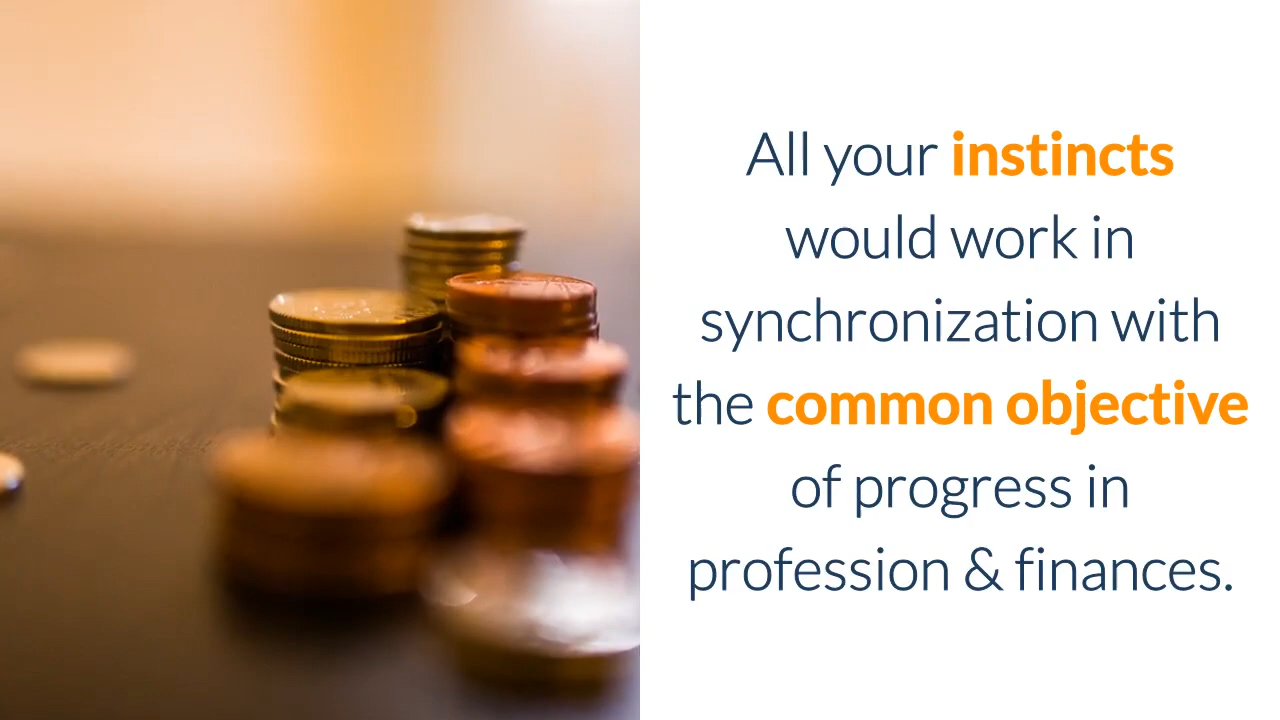 All your instincts
would work in
synchronization with
the common objective
of progress in
profession & finances.